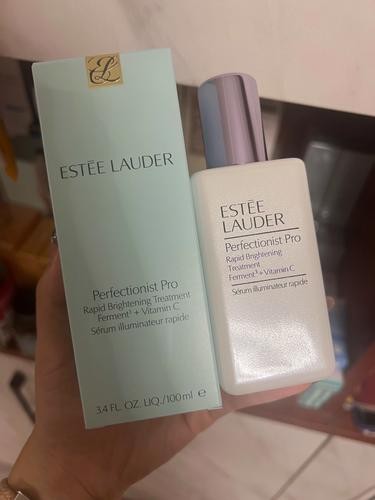 ESTĒE LAUDER
Perfectionist Pro
Rapid Brightening Treatment
Ferment³ + Vitamin C
Sérum illuminateur rapide
3.4 FL. OZ. LIQ./100 ml ℮
ESTĒE
LAUDER
Perfectionist Pro
Rapid Brightening
Treatment
Ferment³ + Vitamin C
Sérum illuminateur rapide